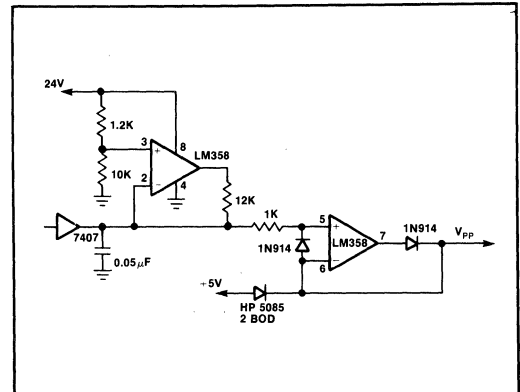 24V
1.2K
3
+
8
LM358
10K
2
-
4
12K
1K
5
+
7
1N914
V_PP
7407
1N914
LM358
6
-
0.05μF
+5V
HP 5085
2 BOD